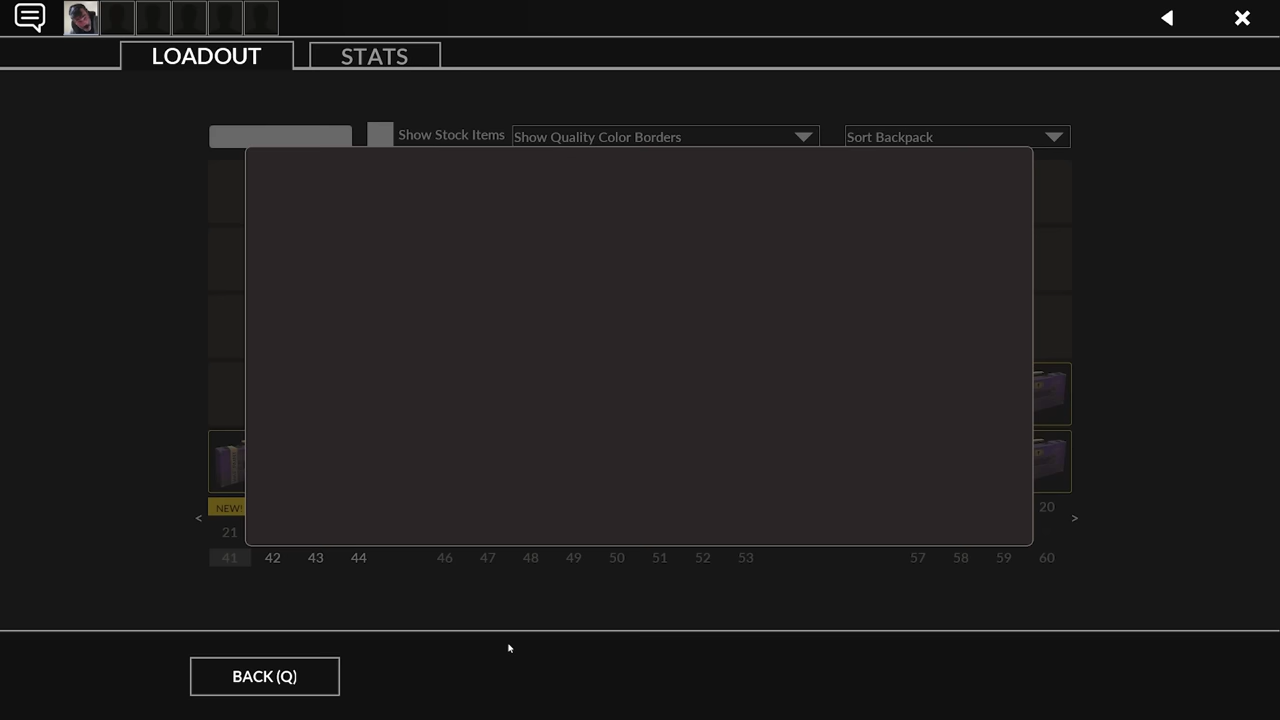 LOADOUT STATS
Show Stock Items Show Quality Color Borders Sort Backpack
NEW! 20
< >
21
41 42 43 44 46 47 48 49 50 51 52 53 57 58 59 60
BACK (Q)